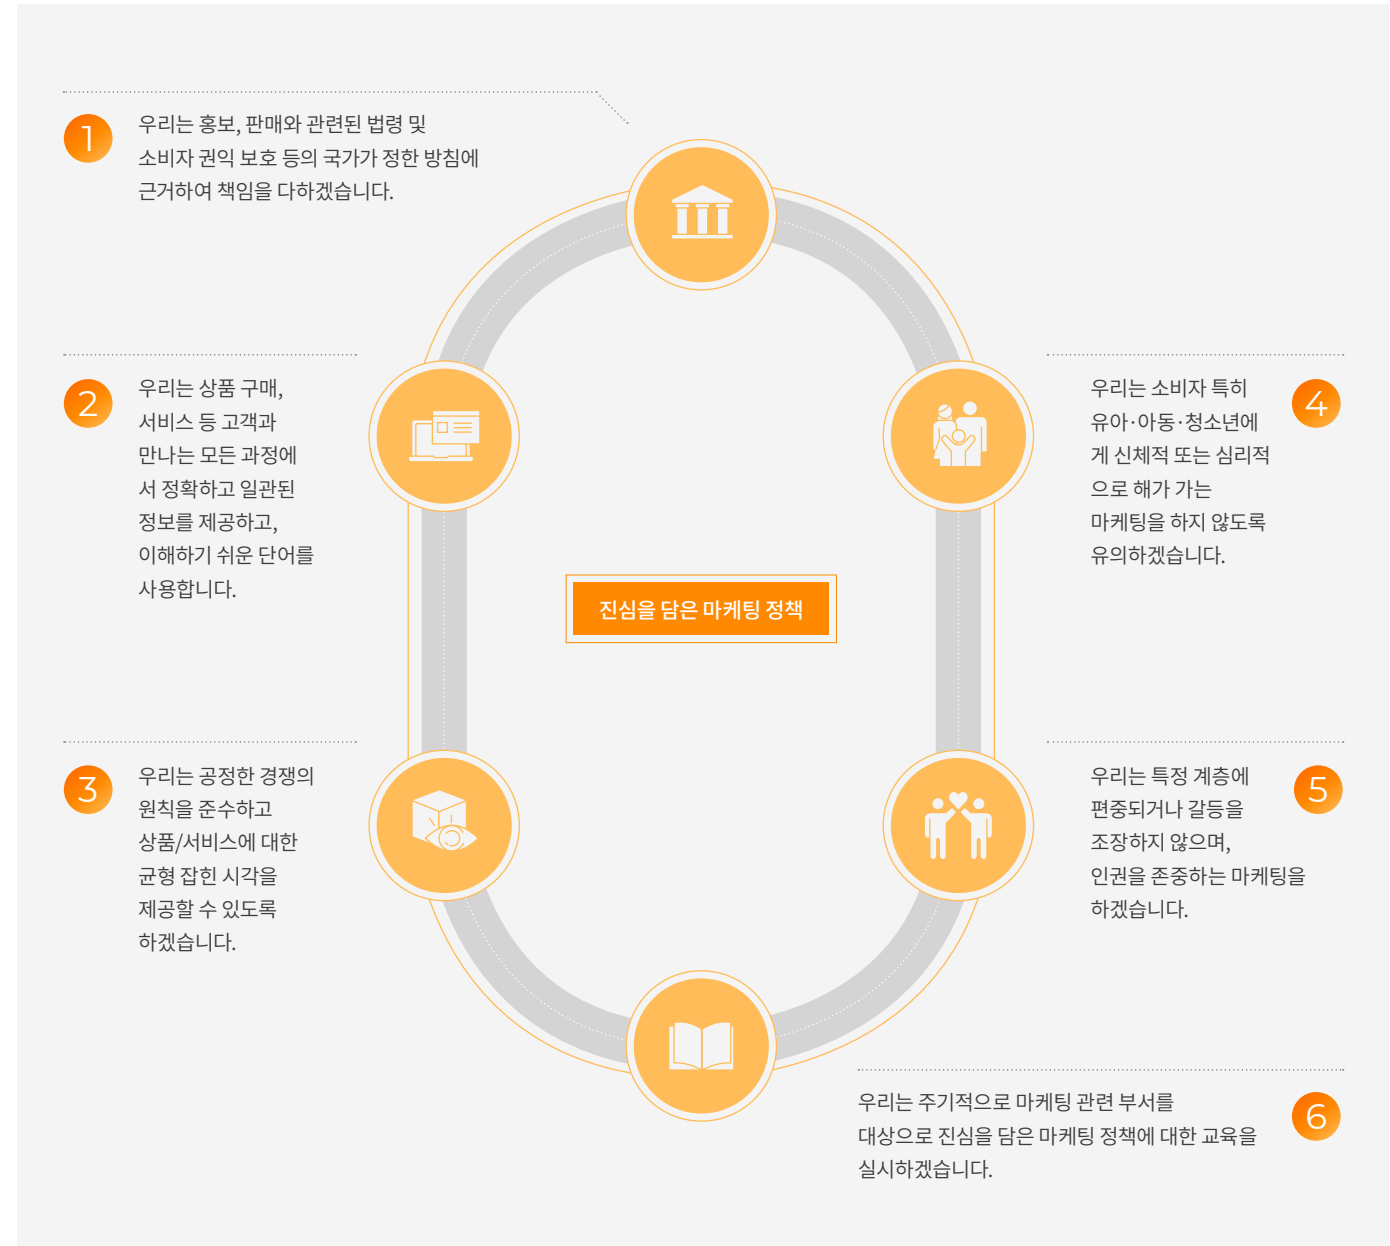 1
우리는 홍보, 판매와 관련된 법령 및
소비자 권익 보호 등의 국가가 정한 방침에
근거하여 책임을 다하겠습니다.
2
우리는 상품 구매,
서비스 등 고객과
만나는 모든 과정에
서 정확하고 일관된
정보를 제공하고,
이해하기 쉬운 단어를
사용합니다.
3
우리는 공정한 경쟁의
원칙을 준수하고
상품/서비스에 대한
균형 잡힌 시각을
제공할 수 있도록
하겠습니다.
진심을 담은 마케팅 정책
4
우리는 소비자 특히
유아·아동·청소년에
게 신체적 또는 심리적
으로 해가 가는
마케팅을 하지 않도록
유의하겠습니다.
5
우리는 특정 계층에
편중되거나 갈등을
조장하지 않으며,
인권을 존중하는 마케팅을
하겠습니다.
6
우리는 주기적으로 마케팅 관련 부서를
대상으로 진심을 담은 마케팅 정책에 대한 교육을
실시하겠습니다.